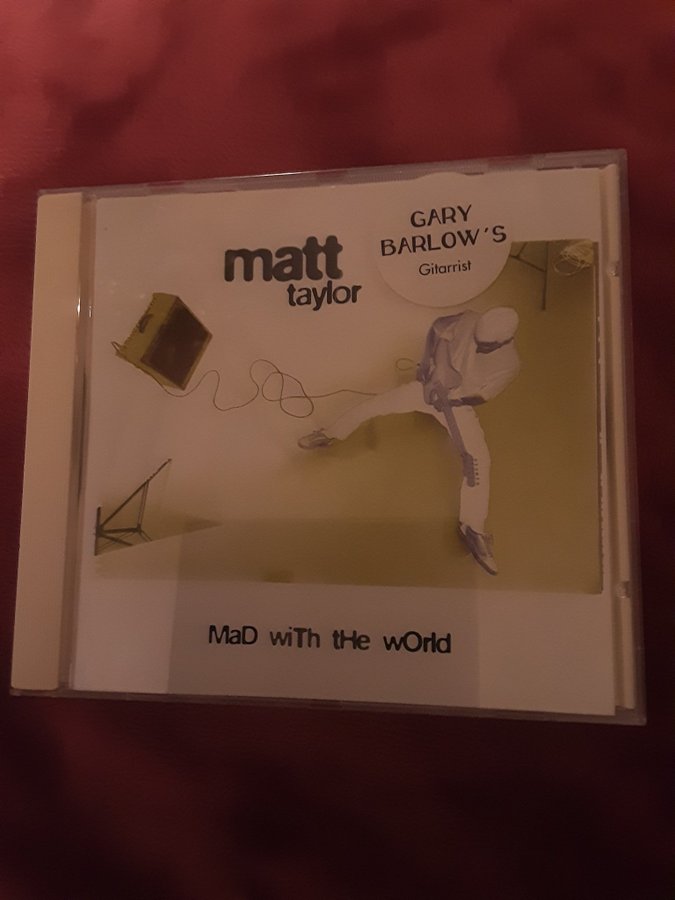 matt
taylor
GARY
BARLOW'S
Gitarrist
MaD wiTh tHe wOrld